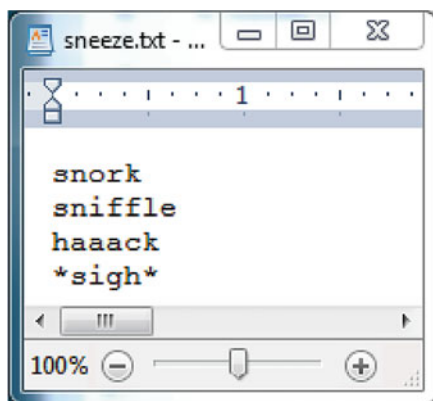 sneeze.txt - ...
1
snork
sniffle
haaack
*sigh*
100%